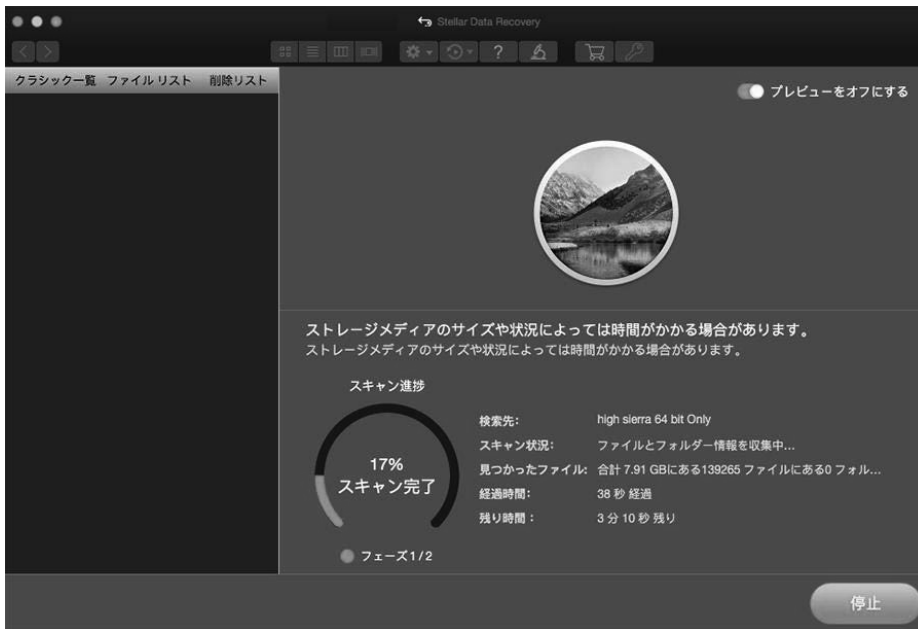 Stellar Data Recovery
クラシック一覧 ファイル リスト 削除リスト
プレビューをオフにする
ストレージメディアのサイズや状況によっては時間がかかる場合があります。
ストレージメディアのサイズや状況によっては時間がかかる場合があります。
スキャン進捗
17%
スキャン完了
フェーズ1/2
検索先: high sierra 64 bit Only
スキャン状況: ファイルとフォルダー情報を収集中...
見つかったファイル: 合計 7.91 GBにある139265 ファイルにある0 フォル...
経過時間: 38 秒 経過
残り時間： 3 分 10 秒 残り
停止